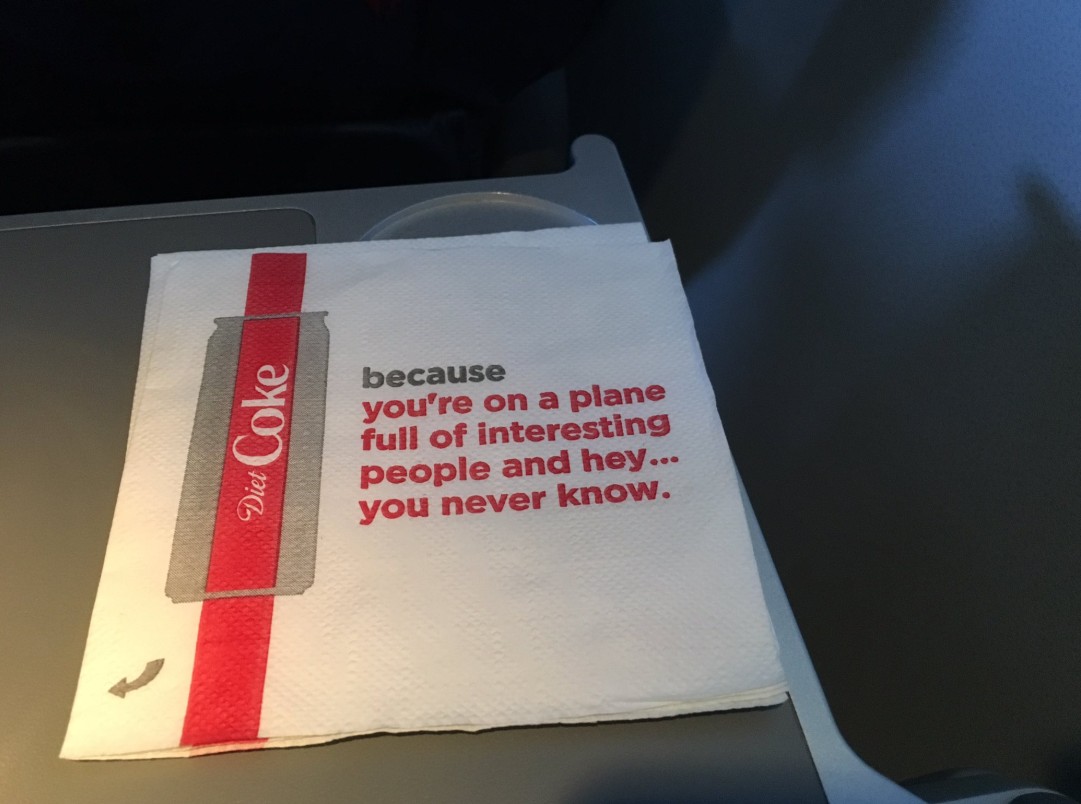 Diet Coke
because
you're on a plane
full of interesting
people and hey...
you never know.